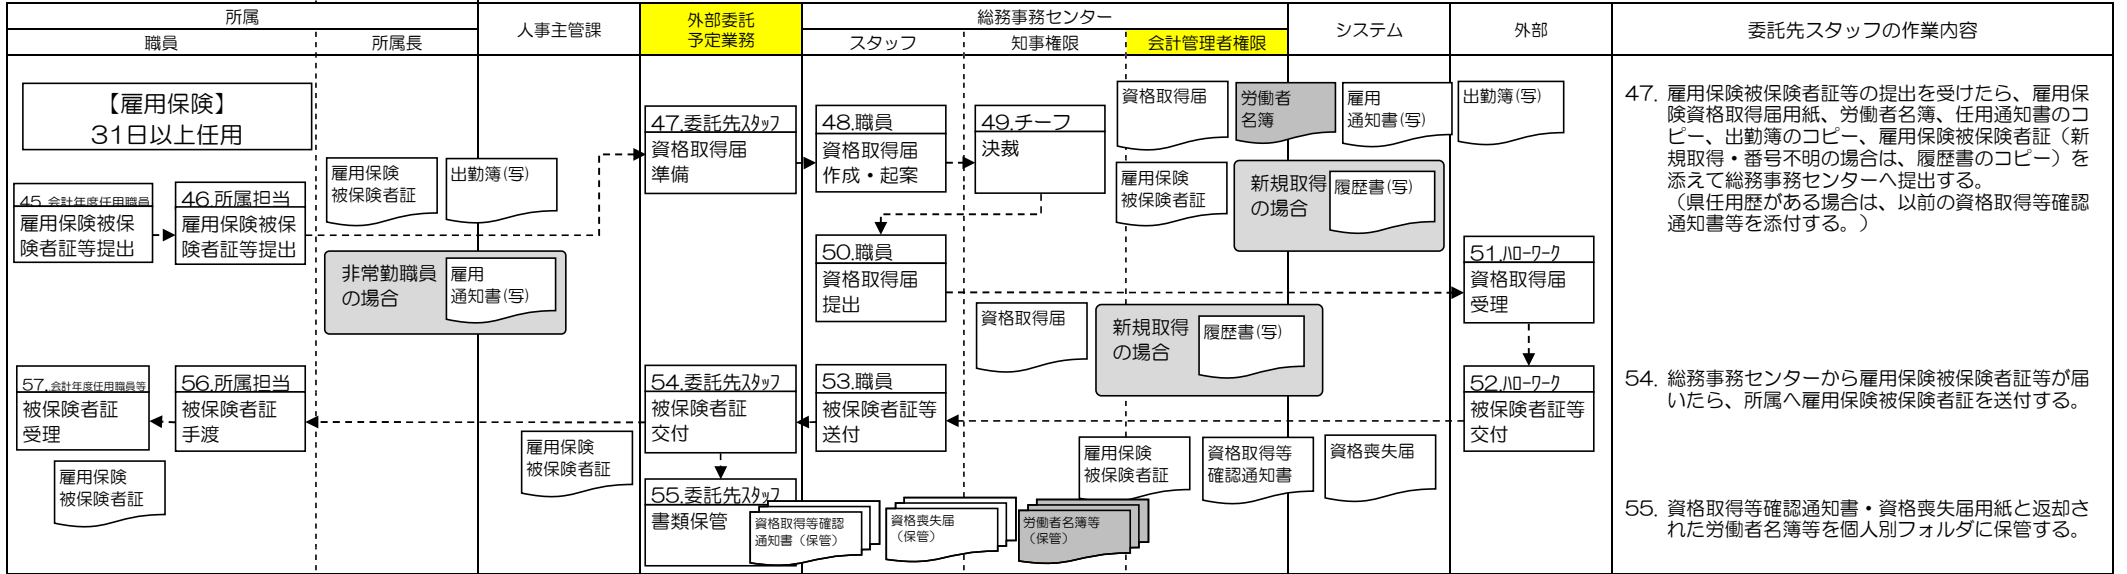 所属
職員
所属長
人事主管課
外部委託
予定業務
総務事務センター
スタッフ
知事権限
会計管理者権限
システム
外部
委託先スタッフの作業内容
【雇用保険】
31日以上任用
45.会計年度任用職員
雇用保険被保
険者証等提出
46.所属担当
雇用保険被保
険者証等提出
雇用保険
被保険者証
出勤簿(写)
非常勤職員
の場合
雇用
通知書(写)
47.委託先ｽﾀｯﾌ
資格取得届
準備
48.職員
資格取得届
作成・起案
49.チーフ
決裁
資格取得届
労働者
名簿
雇用
通知書(写)
出勤簿(写)
雇用保険
被保険者証
新規取得
の場合
履歴書(写)
50.職員
資格取得届
提出
51.ﾊﾛｰﾜｰｸ
資格取得届
受理
資格取得届
新規取得
の場合
履歴書(写)
52.ﾊﾛｰﾜｰｸ
被保険者証等
交付
53.職員
被保険者証等
送付
54.委託先ｽﾀｯﾌ
被保険者証
交付
56.所属担当
被保険者証
手渡
57.会計年度任用職員等
被保険者証
受理
雇用保険
被保険者証
雇用保険
被保険者証
雇用保険
被保険者証
資格取得等
確認通知書
資格喪失届
55.委託先ｽﾀｯﾌ
書類保管
資格取得等確認
通知書（保管）
資格喪失届
（保管）
労働者名簿等
（保管）
47. 雇用保険被保険者証等の提出を受けたら、雇用保
険資格取得届用紙、労働者名簿、任用通知書のコ
ピー、出勤簿のコピー、雇用保険被保険者証（新
規取得・番号不明の場合は、履歴書のコピー）を
添えて総務事務センターへ提出する。
（県任用歴がある場合は、以前の資格取得等確認
通知書等を添付する。）
54. 総務事務センターから雇用保険被保険者証等が届
いたら、所属へ雇用保険被保険者証を送付する。
55. 資格取得等確認通知書・資格喪失届用紙と返却さ
れた労働者名簿等を個人別フォルダに保管する。